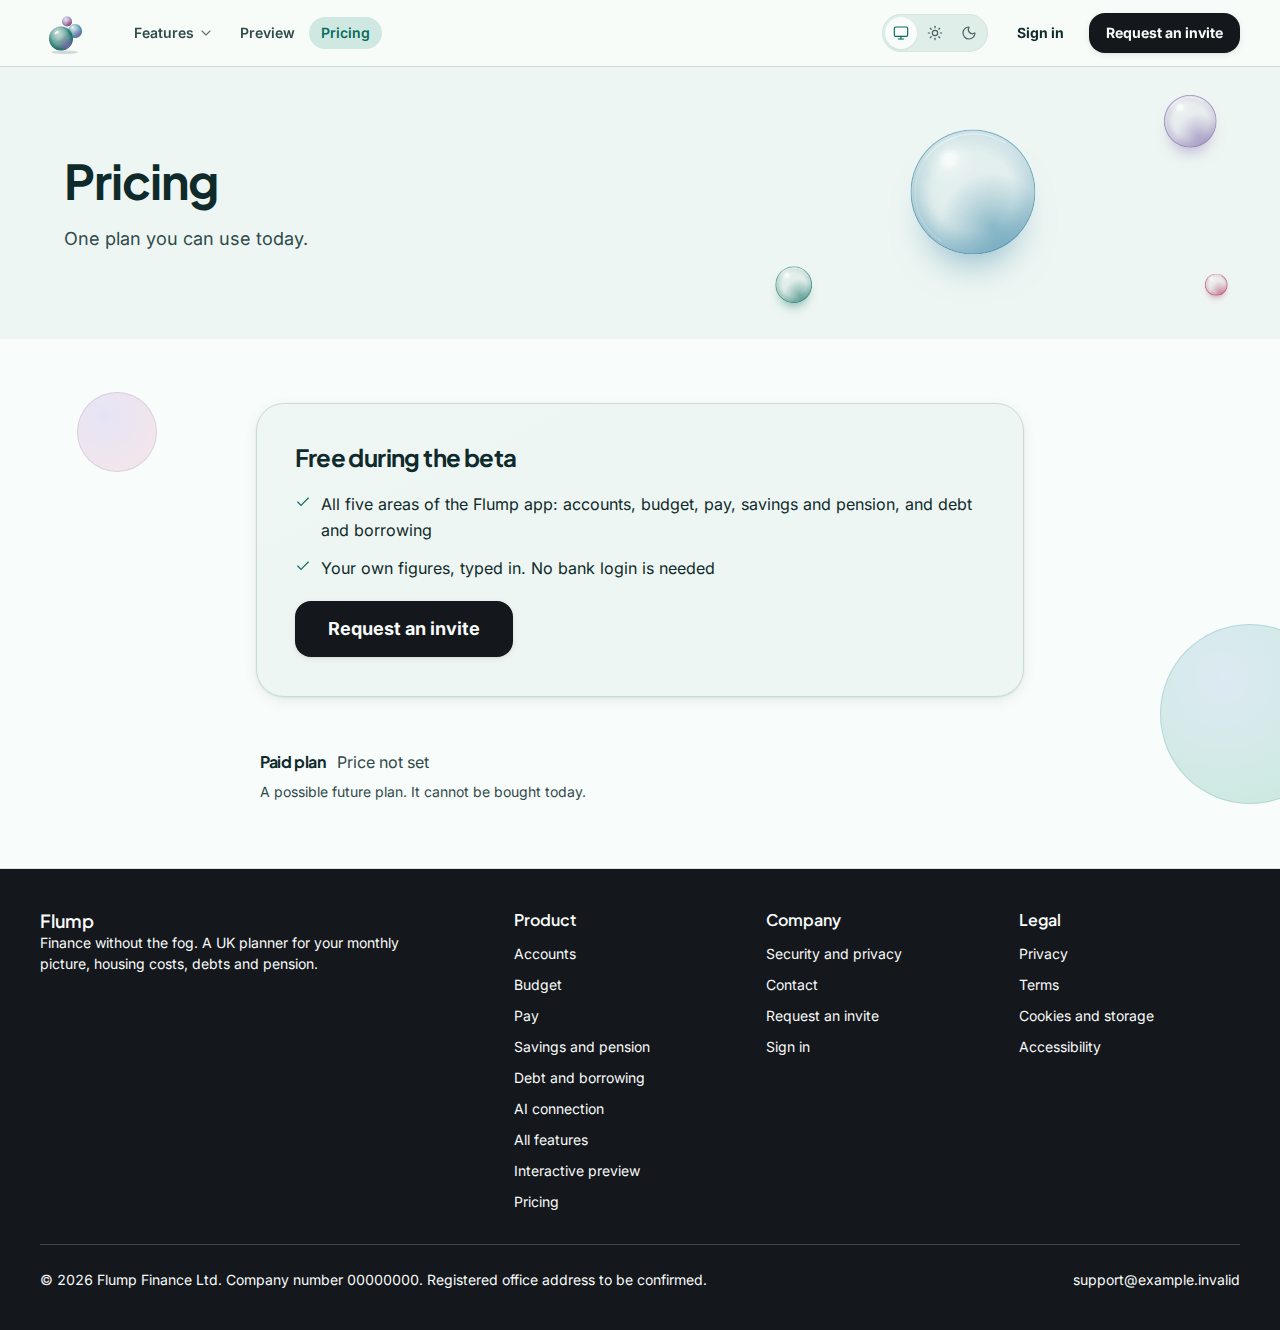 Features
Preview
Pricing
Sign in
Request an invite
Pricing
One plan you can use today.
Free during the beta
All five areas of the Flump app: accounts, budget, pay, savings and pension, and debt
and borrowing
Your own figures, typed in. No bank login is needed
Request an invite
Paid plan Price not set
A possible future plan. It cannot be bought today.
Flump
Finance without the fog. A UK planner for your monthly
picture, housing costs, debts and pension.
Product
Accounts
Budget
Pay
Savings and pension
Debt and borrowing
AI connection
All features
Interactive preview
Pricing
Company
Security and privacy
Contact
Request an invite
Sign in
Legal
Privacy
Terms
Cookies and storage
Accessibility
© 2026 Flump Finance Ltd. Company number 00000000. Registered office address to be confirmed.
support@example.invalid